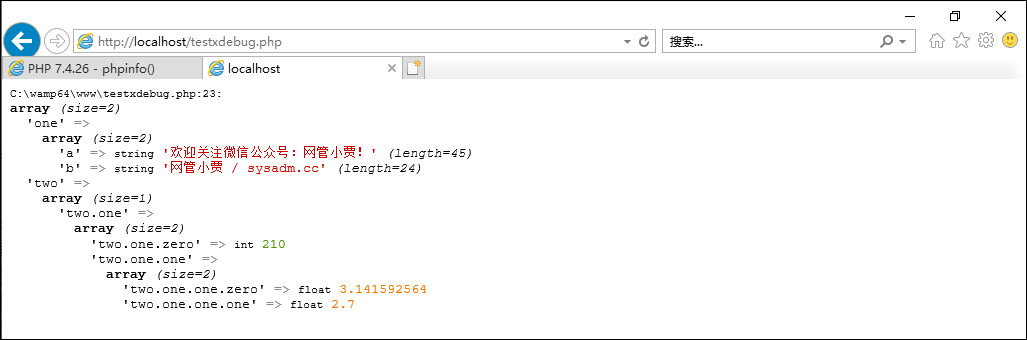 http://localhost/testxdebug.php
搜索...
PHP 7.4.26 - phpinfo()
localhost
C:\wamp64\www\testxdebug.php:23:
array (size=2)
'one' =>
array (size=2)
'a' => string '欢迎关注微信公众号：网管小贾！' (length=45)
'b' => string '网管小贾 / sysadm.cc' (length=24)
'two' =>
array (size=1)
'two.one' =>
array (size=2)
'two.one.zero' => int 210
'two.one.one' =>
array (size=2)
'two.one.one.zero' => float 3.141592564
'two.one.one.one' => float 2.7